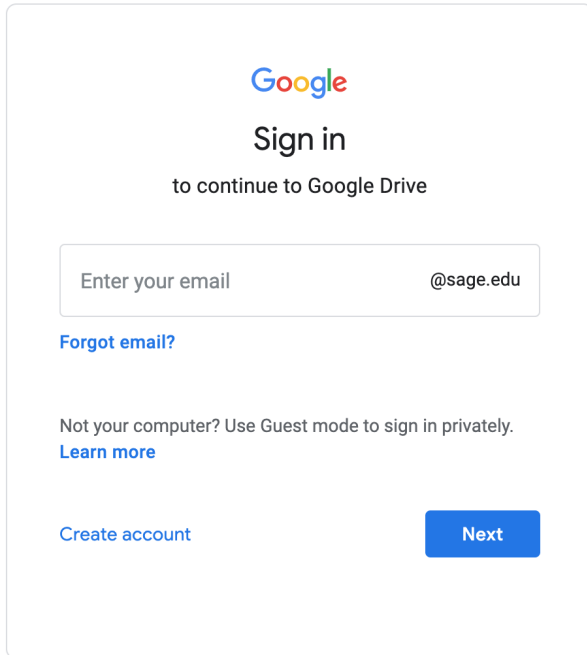 Google
Sign in
to continue to Google Drive
Enter your email @sage.edu
Forgot email?
Not your computer? Use Guest mode to sign in privately.
Learn more
Create account Next